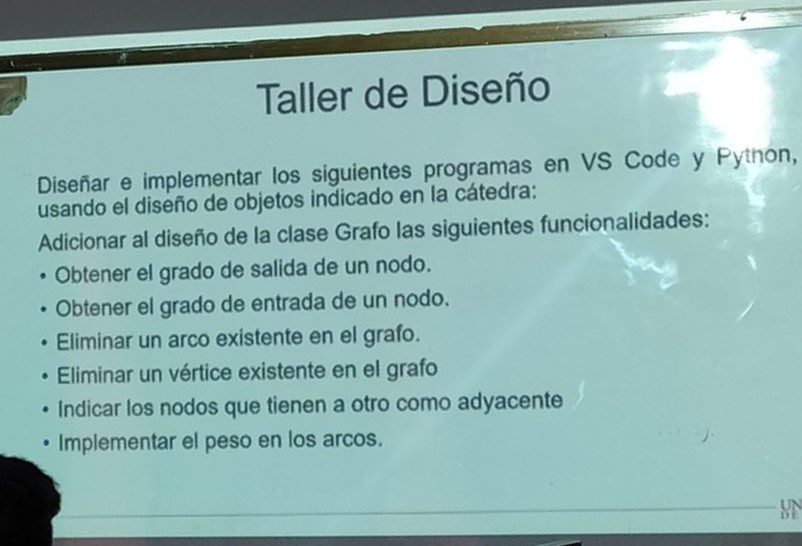 Taller de Diseño
Diseñar e implementar los siguientes programas en VS Code y Python,
usando el diseño de objetos indicado en la cátedra:
Adicionar al diseño de la clase Grafo las siguientes funcionalidades:
• Obtener el grado de salida de un nodo.
• Obtener el grado de entrada de un nodo.
• Eliminar un arco existente en el grafo.
• Eliminar un vértice existente en el grafo
• Indicar los nodos que tienen a otro como adyacente
• Implementar el peso en los arcos.
UN